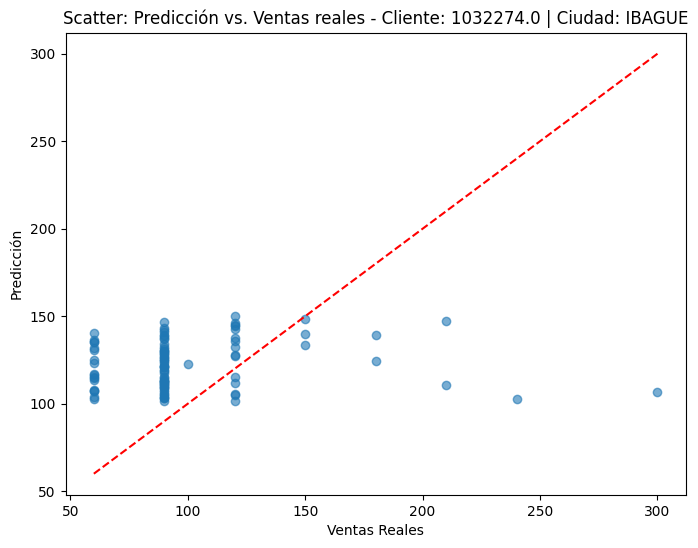 Scatter: Predicción vs. Ventas reales - Cliente: 1032274.0 | Ciudad: IBAGUE
300
250
200
150
100
50
Predicción
50 100 150 200 250 300
Ventas Reales